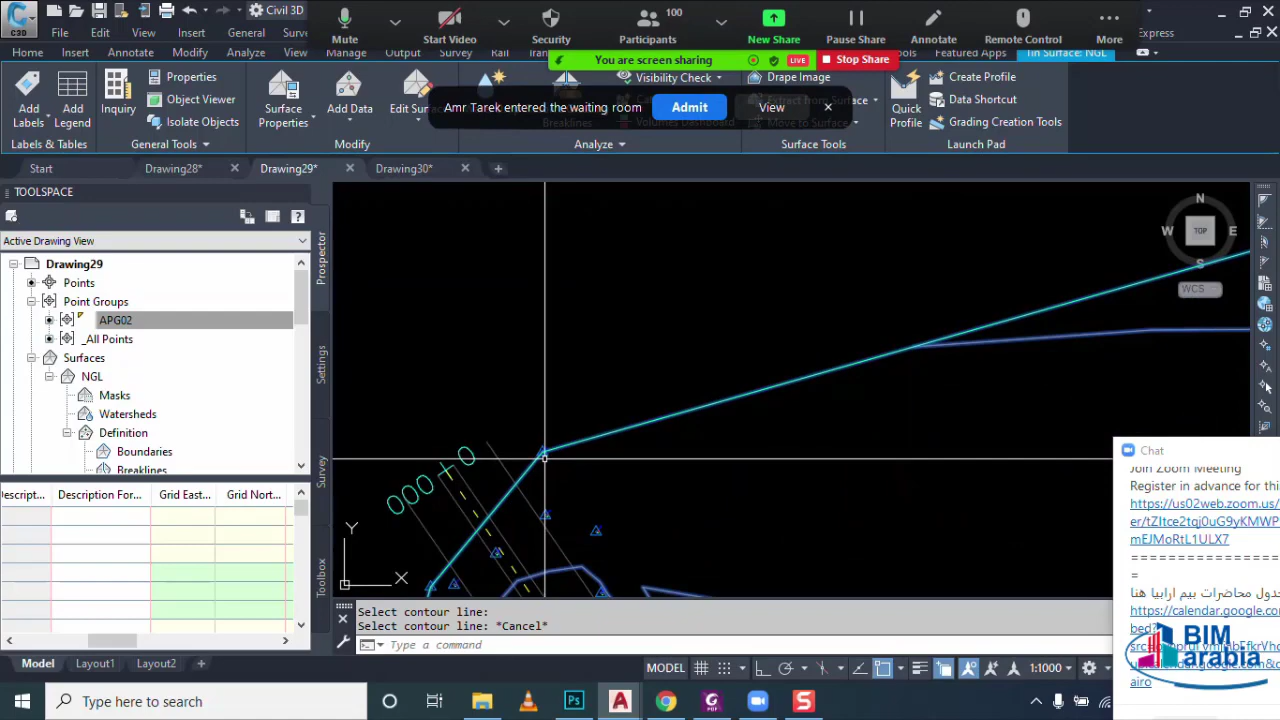 C3D
Civil 3D
Mute
Start Video
Security
Participants
100
New Share
Pause Share
Annotate
Remote Control
More
File
Edit
View
Insert
General
Express
Home
Insert
Annotate
Modify
Analyze
Manage
Output
Survey
Rail
Tools
Featured Apps
Tin Surface: NGL
You are screen sharing
LIVE
Stop Share
Add Labels
Add Legend
Inquiry
Properties
Object Viewer
Isolate Objects
Surface Properties
Add Data
Edit
Visibility Check
Drape Image
Quick Profile
Create Profile
Data Shortcut
Grading Creation Tools
Amr Tarek entered the waiting room
Admit
View
Labels & Tables
General Tools
Modify
Analyze
Surface Tools
Launch Pad
Start
Drawing28*
Drawing29*
Drawing30*
TOOLSPACE
Active Drawing View
Drawing29
Points
Point Groups
APG02
_All Points
Surfaces
NGL
Masks
Watersheds
Definition
Boundaries
Breaklines
Prospector
Settings
Survey
Toolbox
Descript...
Description For...
Grid East...
Grid Nort...
N
W
TOP
E
S
WCS
0+000
Y
X
Select contour line:
Select contour line: *Cancel*
Type a command
Chat
Join Zoom Meeting
Register in advance for this
https://us02web.zoom.us/
er/tZItce2tqj0uG9yKMWP
mEJMoRtL1ULX7
=
جدول محاضرات بيم ارابيا هنا
https://calendar.google.com
bed?
airo
BIM
arabia
Model
Layout1
Layout2
MODEL
1:1000
Type here to search